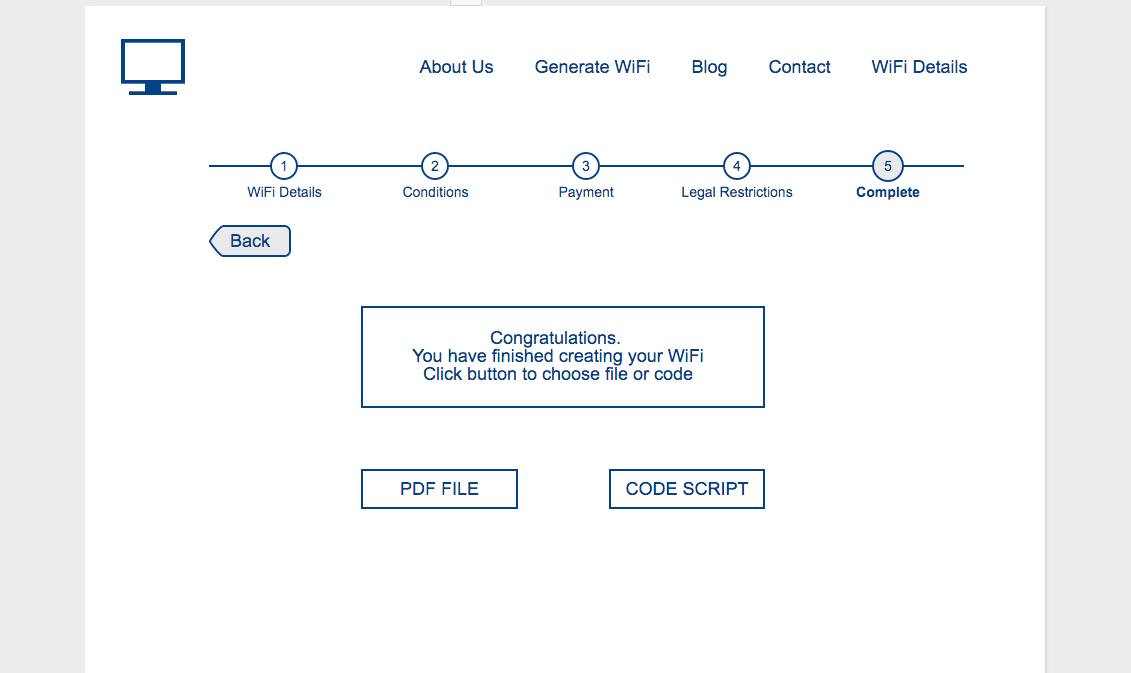 About Us Generate WiFi Blog Contact WiFi Details
1 2 3 4 5
WiFi Details Conditions Payment Legal Restrictions Complete
Back
Congratulations.
You have finished creating your WiFi
Click button to choose file or code
PDF FILE CODE SCRIPT